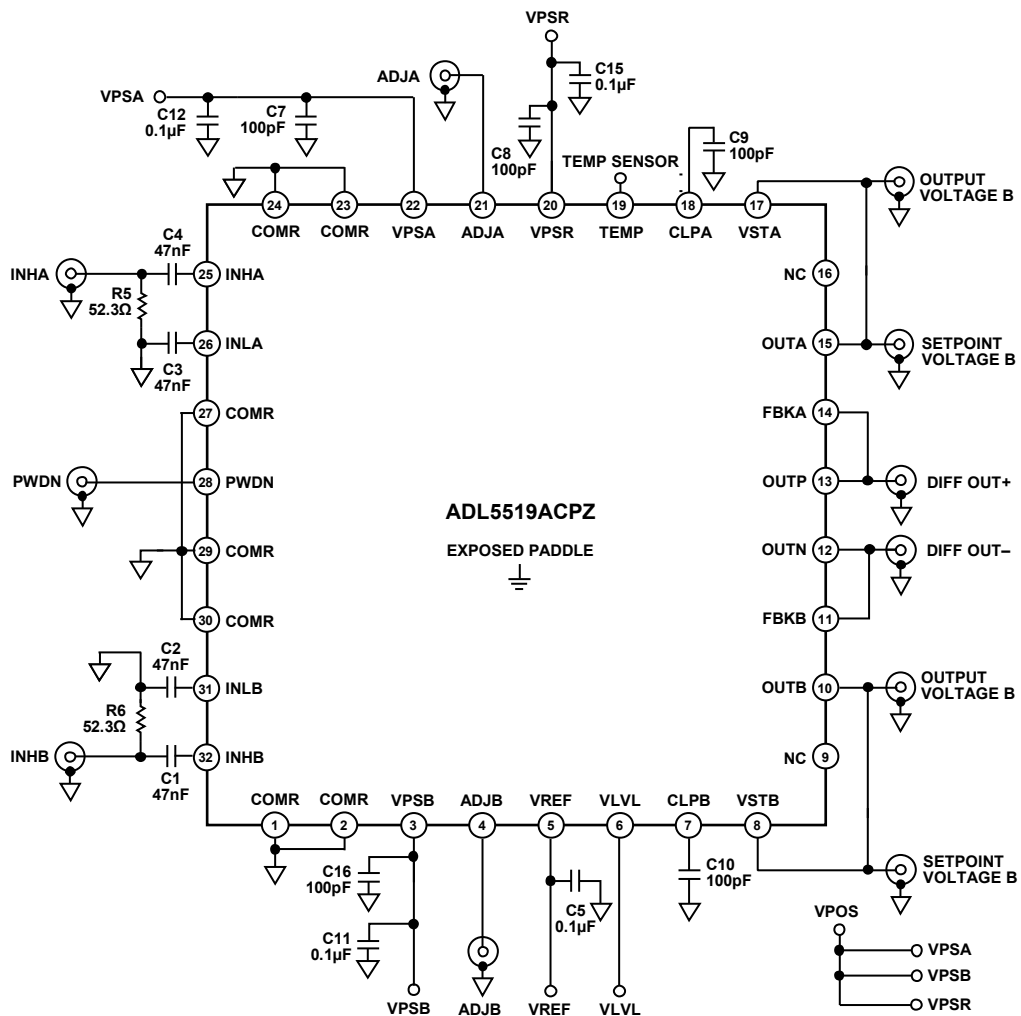 VPSR
ADJA
C15
0.1µF
VPSA
C12
0.1µF
C7
100pF
C8
100pF
TEMP SENSOR
C9
100pF
OUTPUT
VOLTAGE B
24
23
22
21
20
19
18
17
COMR
COMR
VPSA
ADJA
VPSR
TEMP
CLPA
VSTA
C4
47nF
INHA
25
INHA
NC
16
R5
52.3Ω
26
INLA
OUTA
15
SETPOINT
VOLTAGE B
C3
47nF
27
COMR
FBKA
14
PWDN
28
PWDN
OUTP
13
DIFF OUT+
ADL5519ACPZ
EXPOSED PADDLE
29
COMR
OUTN
12
DIFF OUT–
30
COMR
FBKB
11
C2
47nF
31
INLB
OUTB
10
OUTPUT
VOLTAGE B
R6
52.3Ω
INHB
32
INHB
NC
9
C1
47nF
COMR
COMR
VPSB
ADJB
VREF
VLVL
CLPB
VSTB
1
2
3
4
5
6
7
8
C16
100pF
C10
100pF
SETPOINT
VOLTAGE B
C5
0.1µF
C11
0.1µF
VPOS
VPSA
VPSB
VPSR
VPSB
ADJB
VREF
VLVL